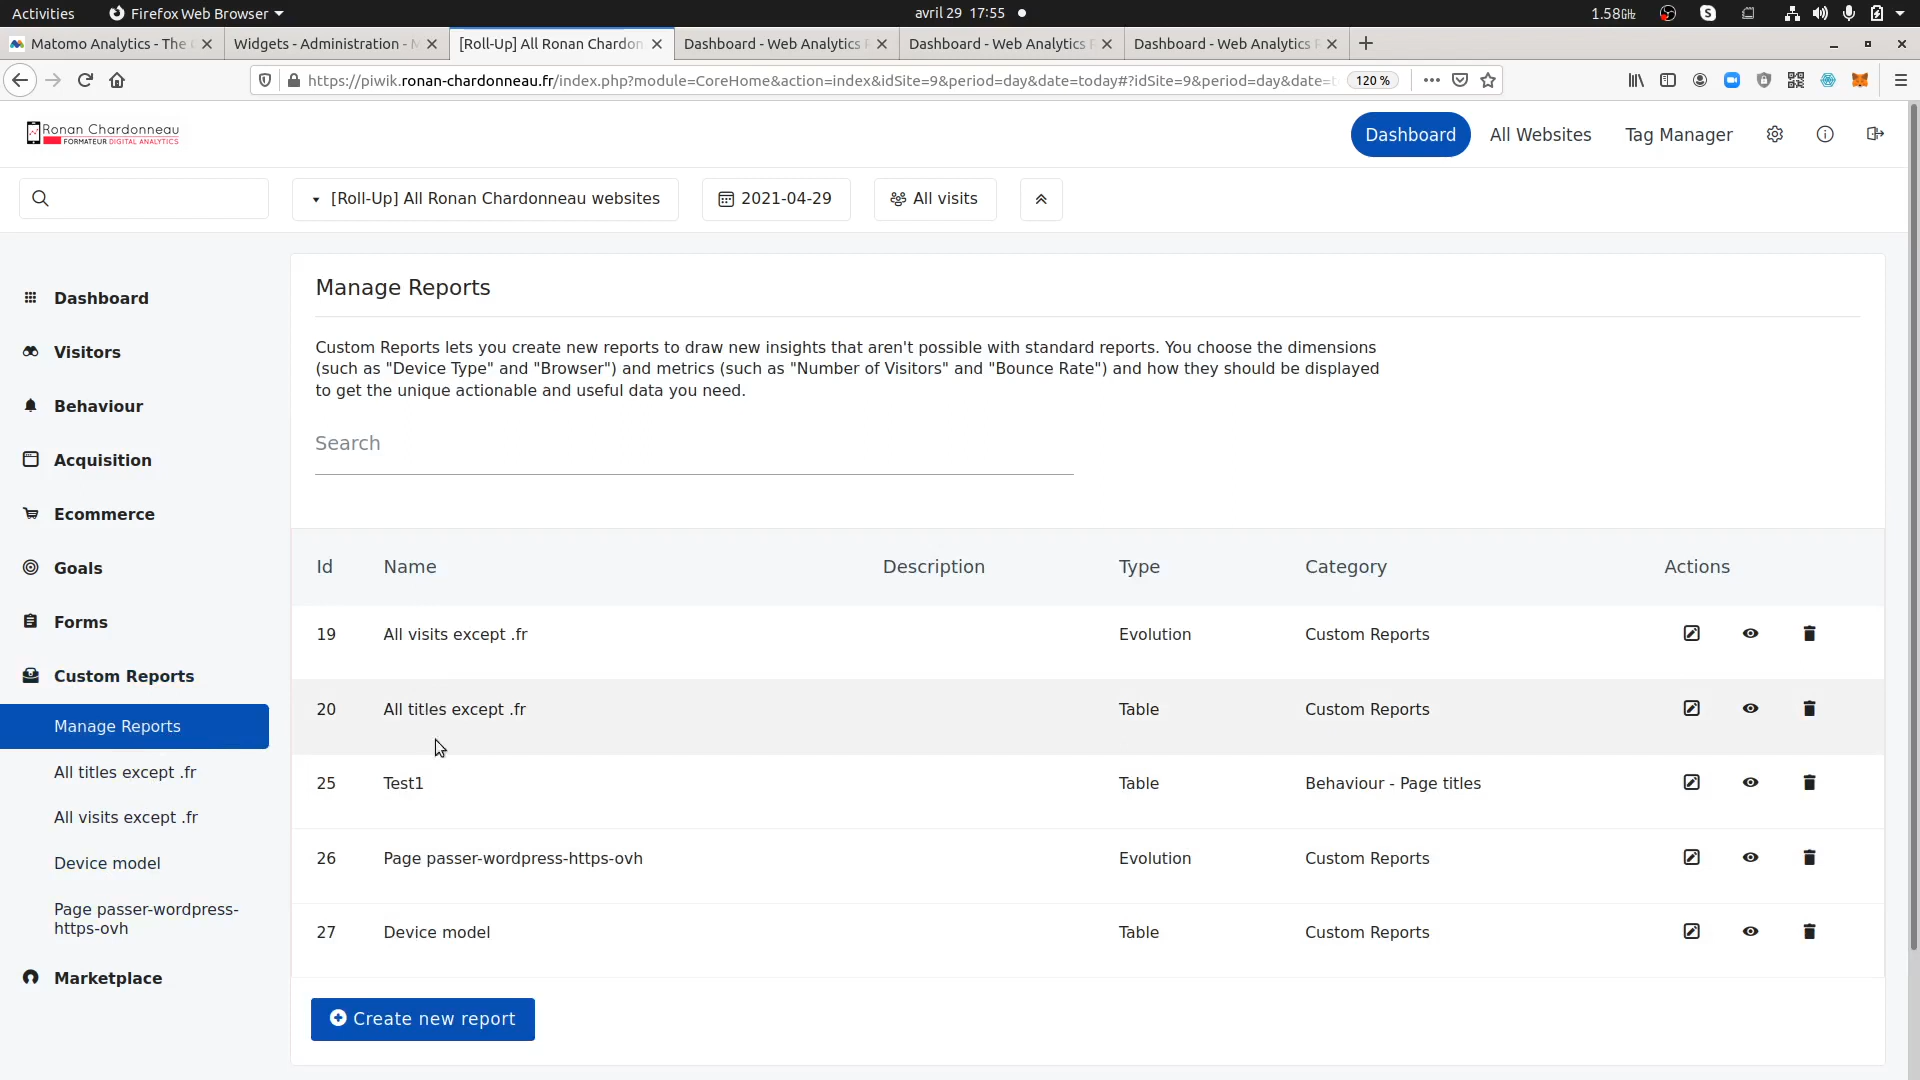 Activities
Firefox Web Browser
avril 29 17:55
1.58GHz
Matomo Analytics - The
Widgets - Administration -
[Roll-Up] All Ronan Chardon
Dashboard - Web Analytics
Dashboard - Web Analytics
Dashboard - Web Analytics
https://piwik.ronan-chardonneau.fr/index.php?module=CoreHome&action=index&idSite=9&period=day&date=today#?idSite=9&period=day&date=t
120 %
Ronan Chardonneau
FORMATEUR DIGITAL ANALYTICS
Dashboard
All Websites
Tag Manager
[Roll-Up] All Ronan Chardonneau websites
2021-04-29
All visits
Dashboard
Visitors
Behaviour
Acquisition
Ecommerce
Goals
Forms
Custom Reports
Manage Reports
All titles except .fr
All visits except .fr
Device model
Page passer-wordpress-
https-ovh
Marketplace
Manage Reports
Custom Reports lets you create new reports to draw new insights that aren't possible with standard reports. You choose the dimensions
(such as "Device Type" and "Browser") and metrics (such as "Number of Visitors" and "Bounce Rate") and how they should be displayed
to get the unique actionable and useful data you need.
Search
Id Name Description Type Category Actions
19 All visits except .fr Evolution Custom Reports
20 All titles except .fr Table Custom Reports
25 Test1 Table Behaviour - Page titles
26 Page passer-wordpress-https-ovh Evolution Custom Reports
27 Device model Table Custom Reports
Create new report